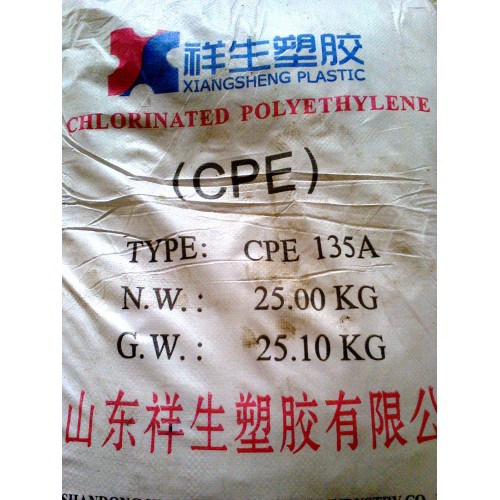 祥生塑胶
XIANGSHENG PLASTIC
CHLORINATED POLYETHYLENE
(CPE)
TYPE: CPE 135A
N.W.: 25.00 KG
G.W.: 25.10 KG
山东祥生塑胶有限公